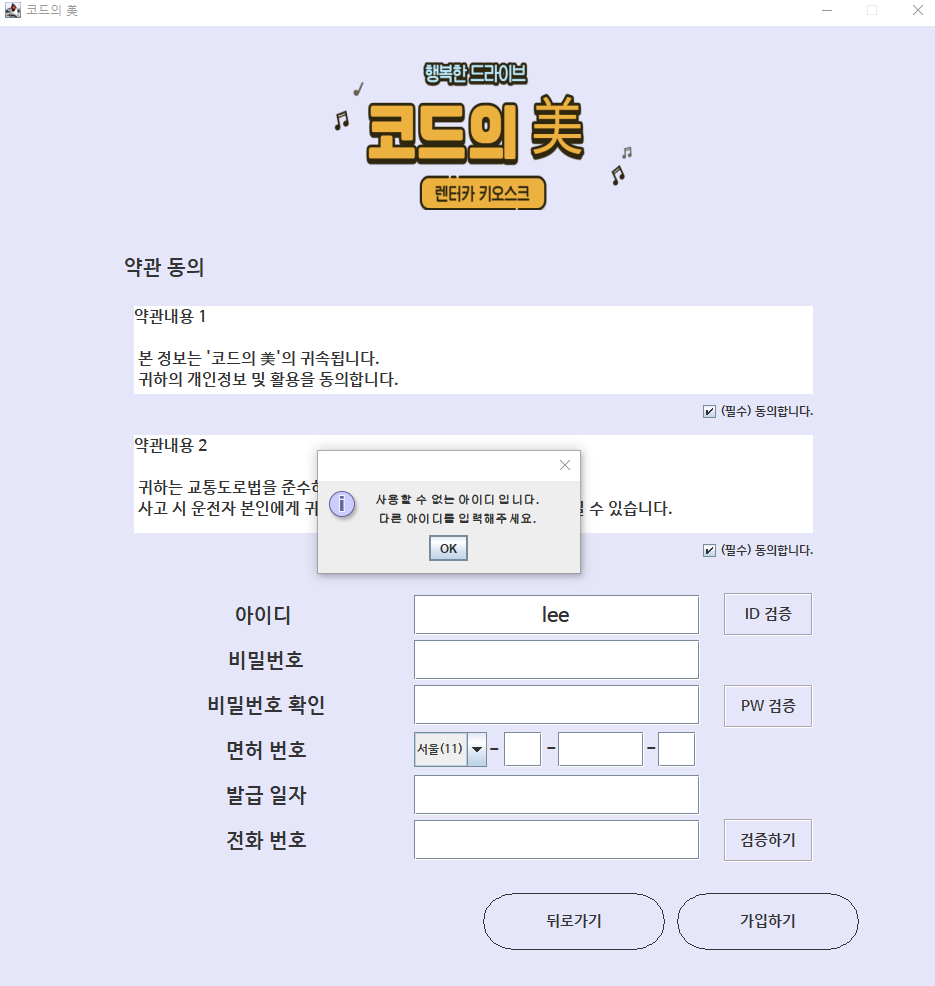 코드의 美
행복한 드라이브
코드의 美
렌터카 키오스크
약관 동의
약관내용 1
본 정보는 '코드의 美'의 귀속됩니다.
귀하의 개인정보 및 활용을 동의합니다.
(필수) 동의합니다.
약관내용 2
귀하는 교통도로법을 준수하
사고 시 운전자 본인에게 귀 수 있습니다.
(필수) 동의합니다.
사용할 수 없는 아이디 입니다.
다른 아이디를 입력해주세요.
OK
아이디 lee ID 검증
비밀번호
비밀번호 확인 PW 검증
면허 번호 서울(11) - - -
발급 일자
전화 번호 검증하기
뒤로가기 가입하기